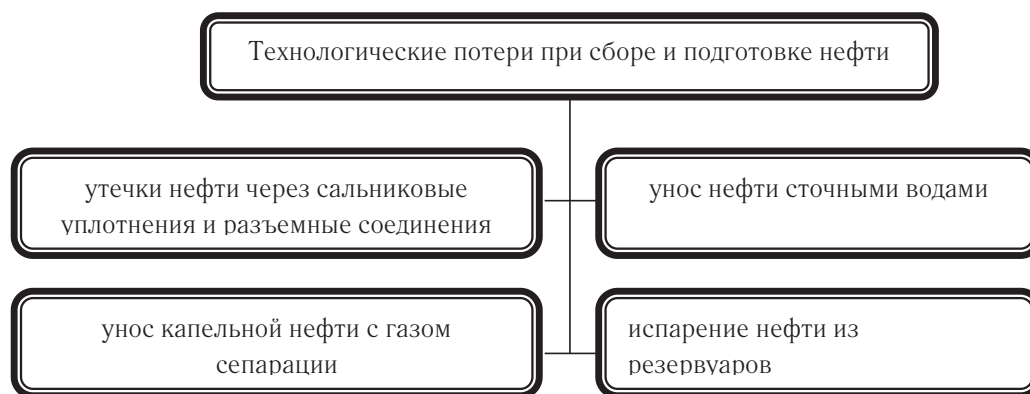 Технологические потери при сборе и подготовке нефти
утечки нефти через сальниковые
уплотнения и разъемные соединения
унос нефти сточными водами
унос капельной нефти с газом
сепарации
испарение нефти из
резервуаров